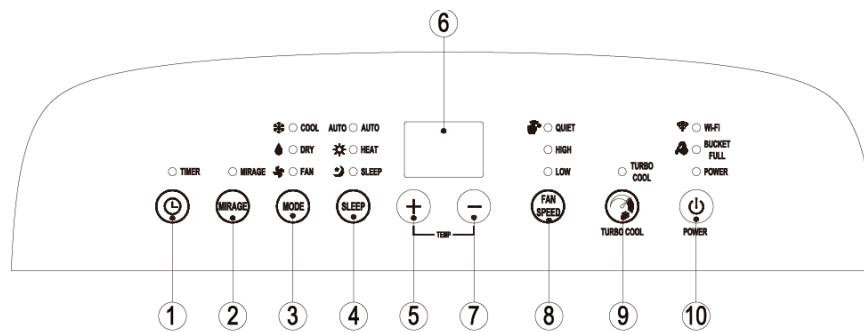 6
COOL AUTO AUTO QUIET Wi-Fi
DRY HEAT HIGH TURBO COOL BUCKET FULL
TIMER MIRAGE FAN SLEEP LOW POWER
MIRAGE MODE SLEEP + − FAN SPEED
TEMP TURBO COOL POWER
1 2 3 4 5 7 8 9 10